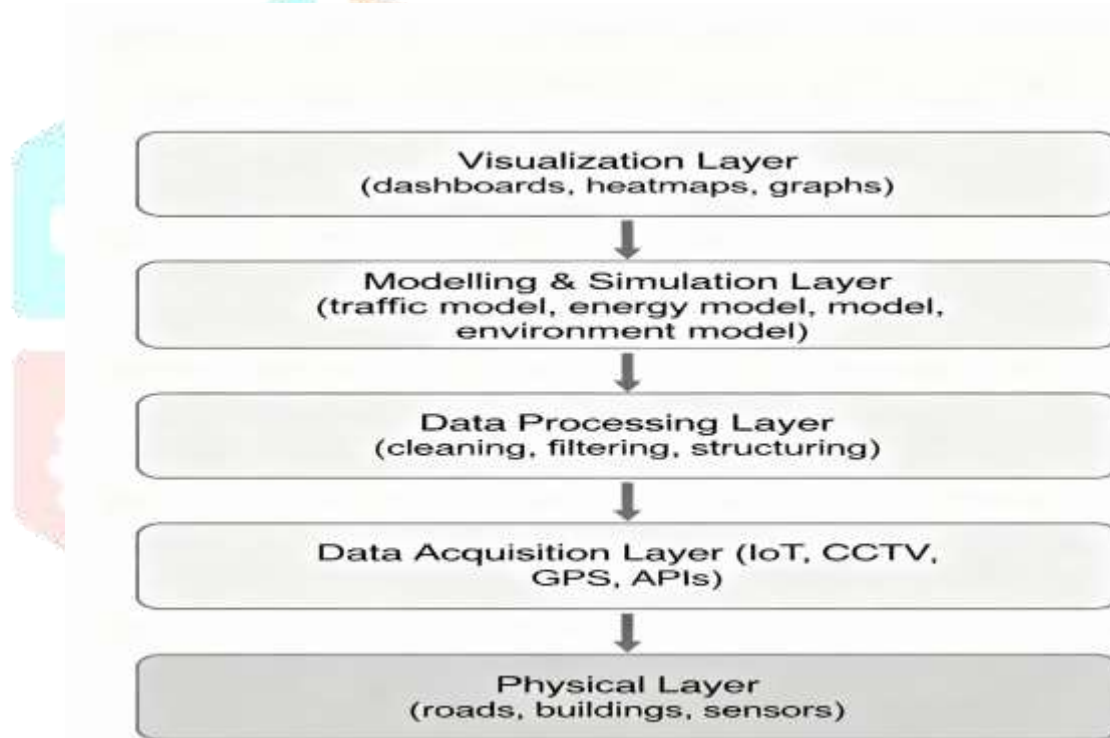 Visualization Layer
(dashboards, heatmaps, graphs)
Modelling & Simulation Layer
(traffic model, energy model, model,
environment model)
Data Processing Layer
(cleaning, filtering, structuring)
Data Acquisition Layer (IoT, CCTV,
GPS, APIs)
Physical Layer
(roads, buildings, sensors)